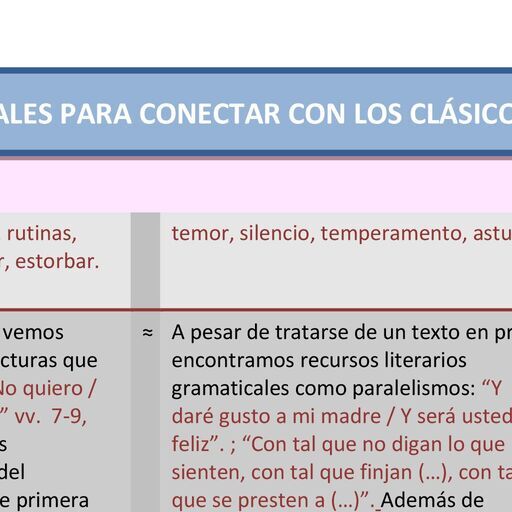 ALES PARA CONECTAR CON LOS CLÁSICO
rutinas,
r, estorbar.
temor, silencio, temperamento, astu
vemos
cturas que
No quiero /
” vv. 7-9,
s
del
e primera
≈ A pesar de tratarse de un texto en pr
encontramos recursos literarios
gramaticales como paralelismos: “Y
daré gusto a mi madre / Y será usted
feliz”. ; “Con tal que no digan lo que
sienten, con tal que finjan (…), con ta
que se presten a (…)”. Además de